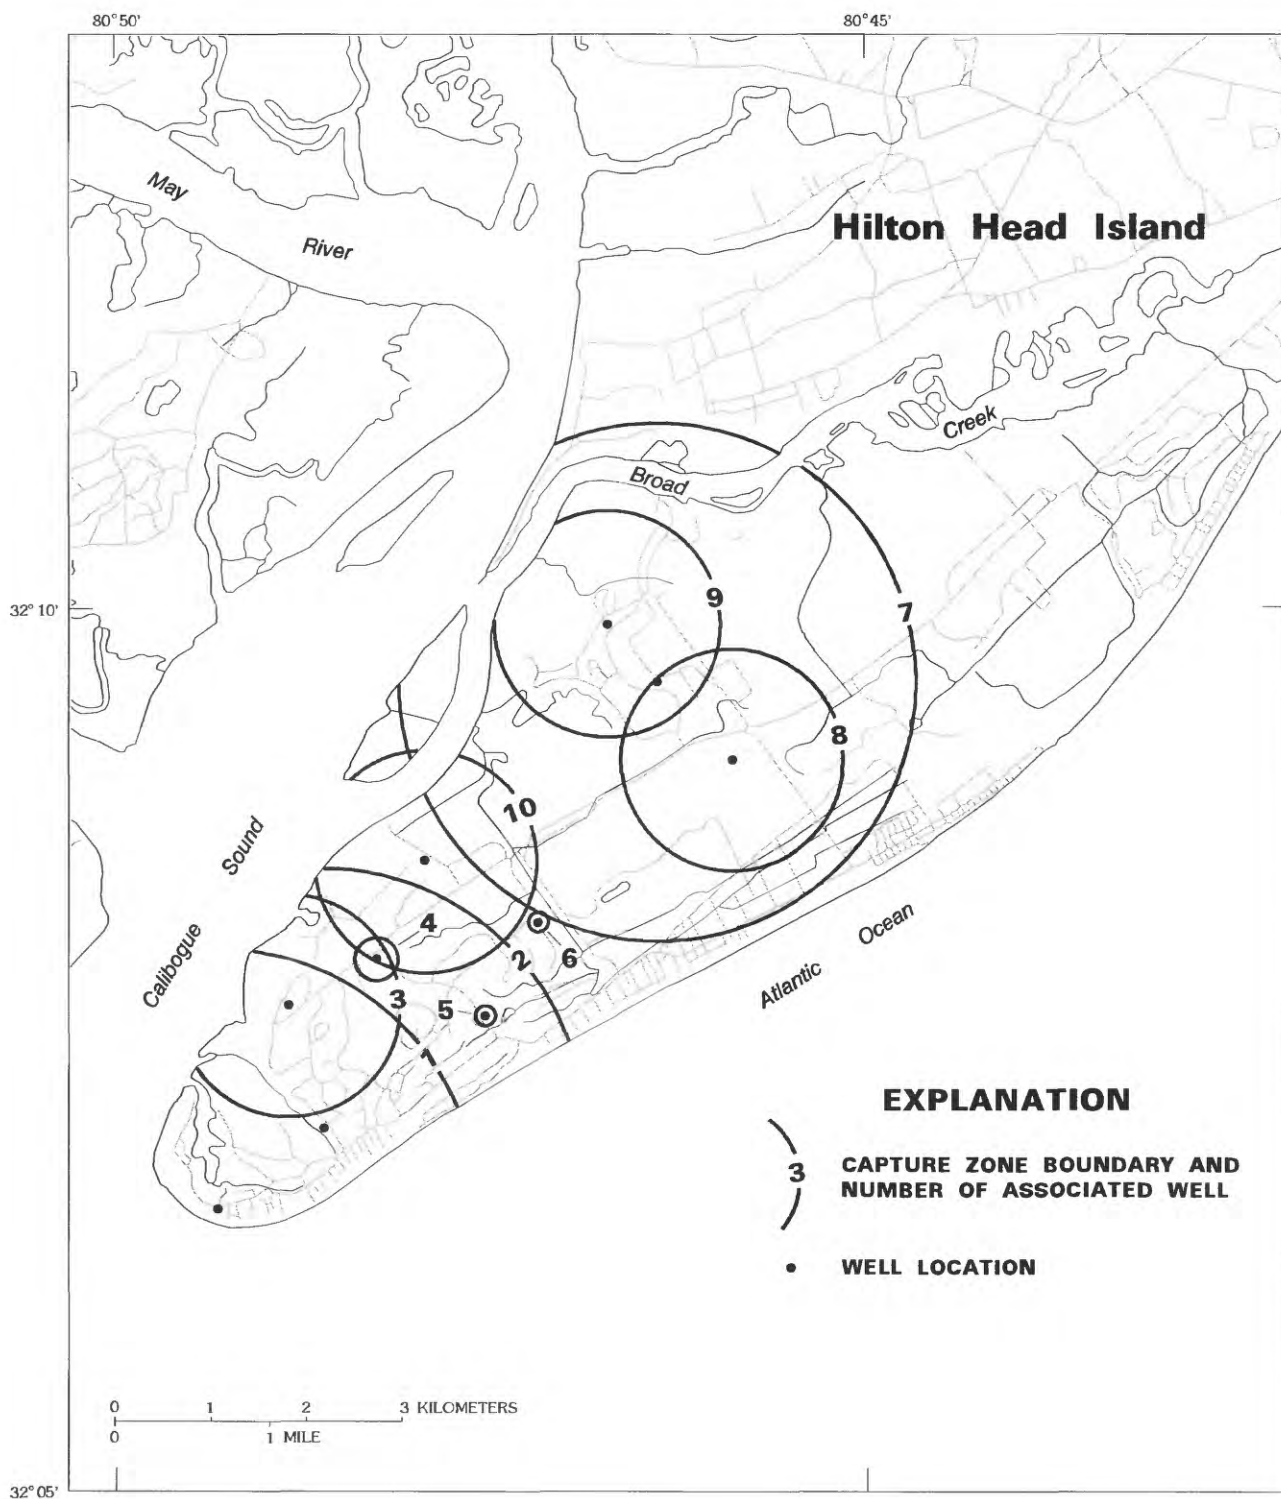 80°50'
80°45'
May
River
Hilton Head Island
Creek
Broad
32°10'
9
7
8
10
Sound
4
Calibogue
2
6
3
5
1
Atlantic
Ocean
EXPLANATION
3
CAPTURE ZONE BOUNDARY AND
NUMBER OF ASSOCIATED WELL
WELL LOCATION
0 1 2 3 KILOMETERS
0 1 MILE
32°05'